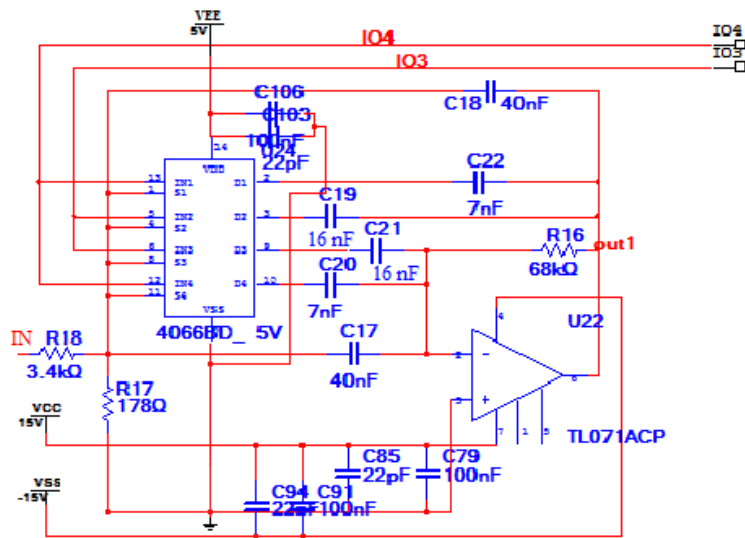 VEE
5V
IO4
IO3
IO4
IO3
C18
40nF
C106
C103
100nF
U24
22pF
14
VDD
13
IN1
1
S1
5
IN2
4
S2
6
IN3
8
S3
12
IN4
11
S4
D1
2
D2
3
D3
9
D4
10
VSS
4066BD_ 5V
C22
7nF
C19
16 nF
C21
16 nF
C20
7nF
R16
68kΩ
out1
IN
R18
3.4kΩ
R17
178Ω
C17
40nF
U22
4
2
3
6
7
1
5
TL071ACP
VCC
15V
VSS
-15V
C85
22pF
C79
100nF
C94
22pF
C91
100nF